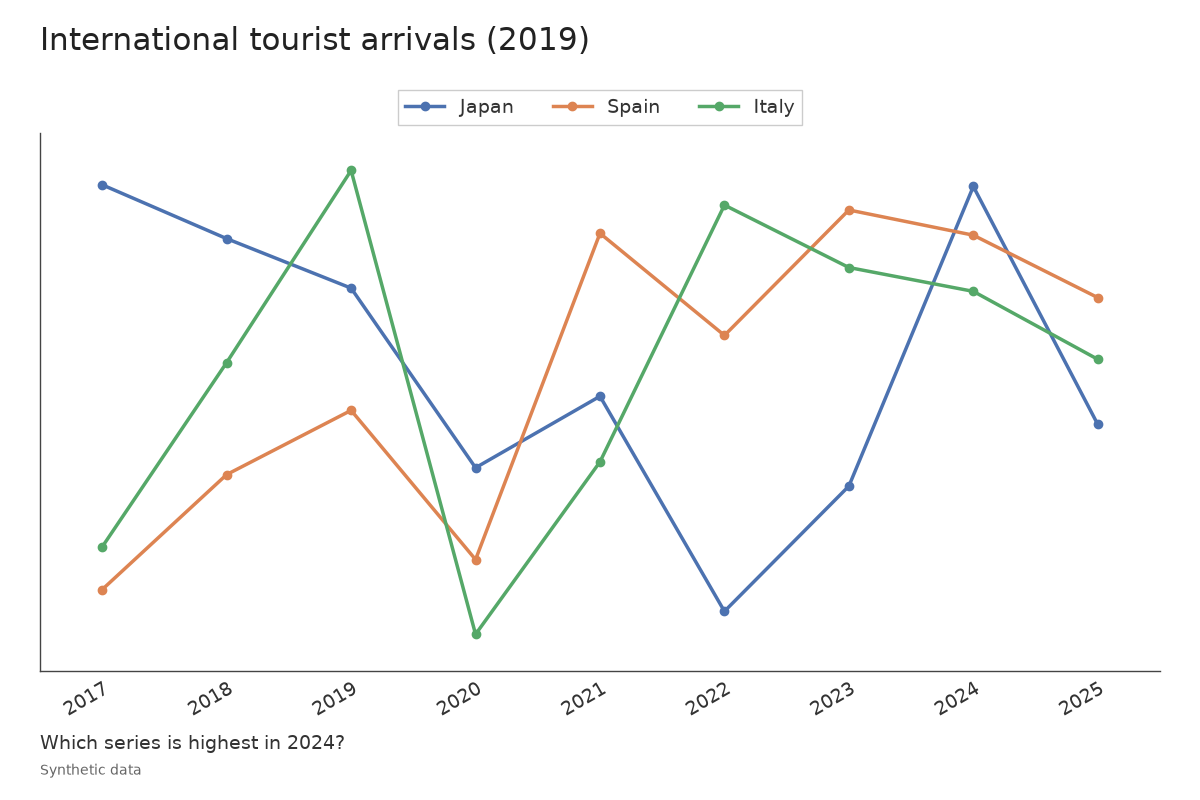 International tourist arrivals (2019)
Japan Spain Italy
2017 2018 2019 2020 2021 2022 2023 2024 2025
Which series is highest in 2024?
Synthetic data